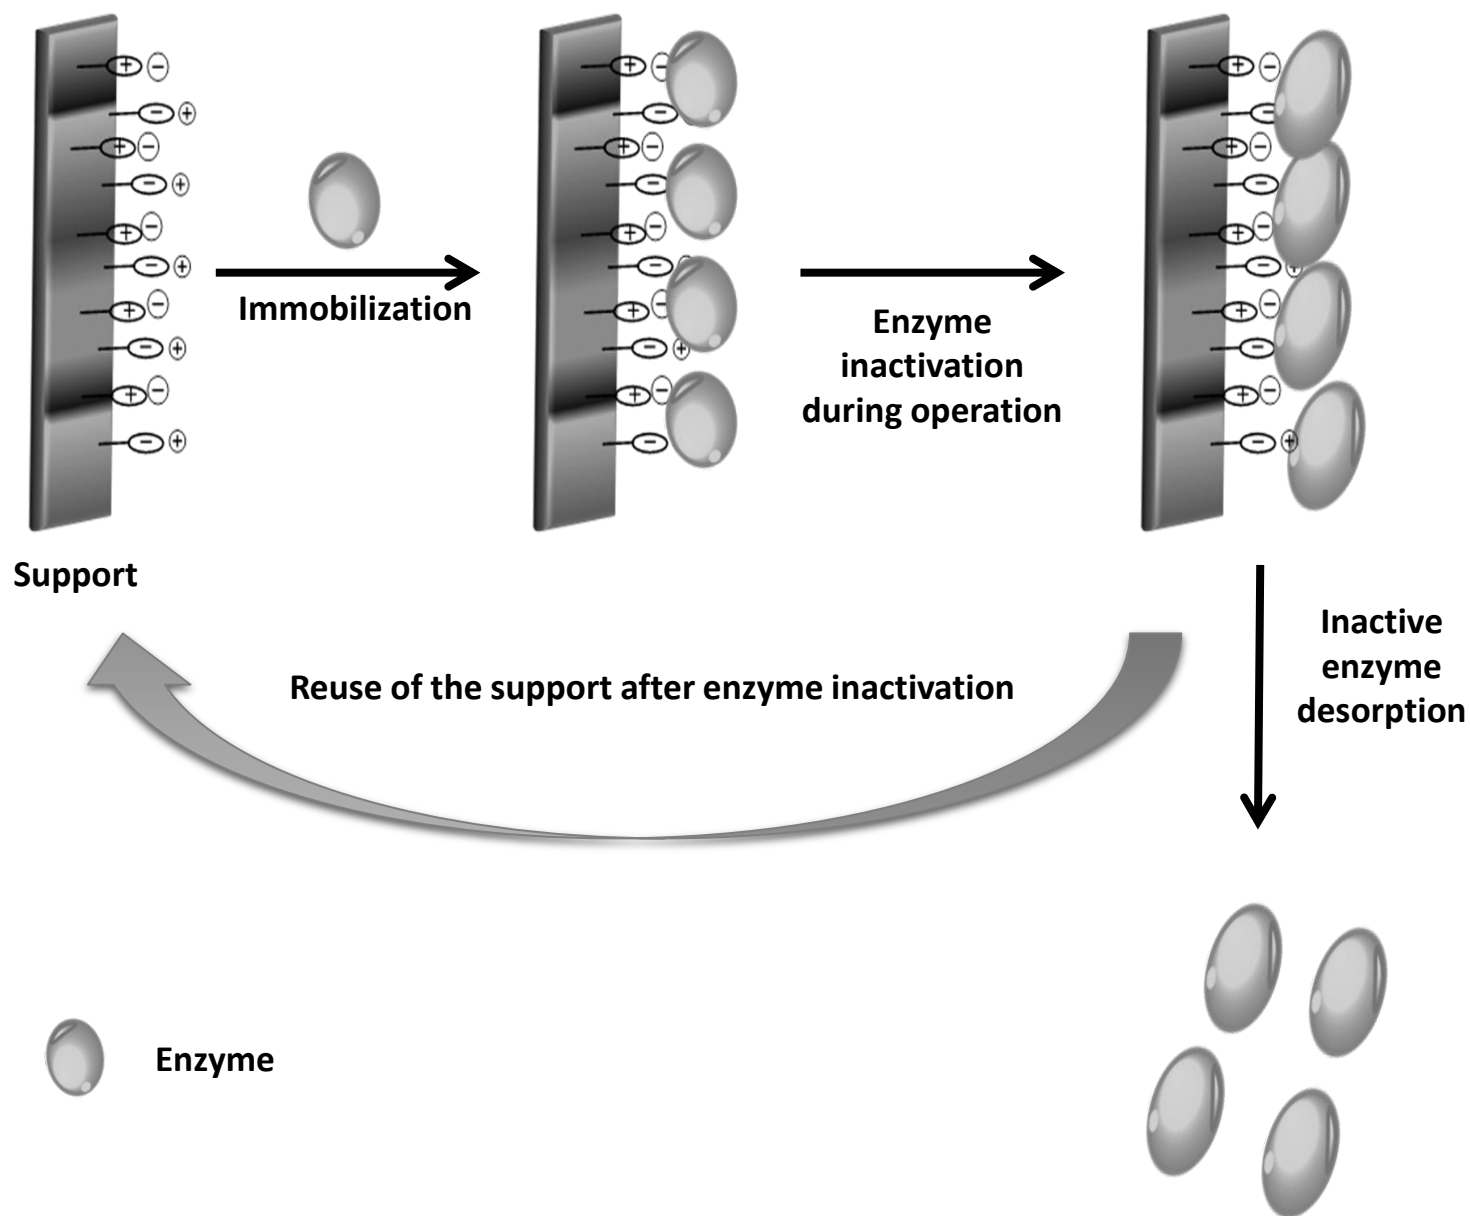 Immobilization
Enzyme
inactivation
during operation
Support
Inactive
enzyme
desorption
Reuse of the support after enzyme inactivation
Enzyme